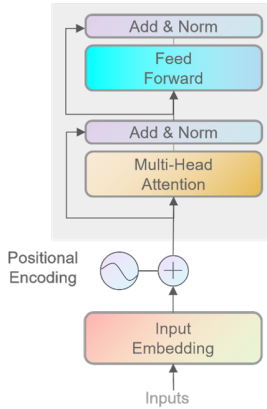 Add & Norm
Feed
Forward
Add & Norm
Multi-Head
Attention
Positional
Encoding
Input
Embedding
Inputs